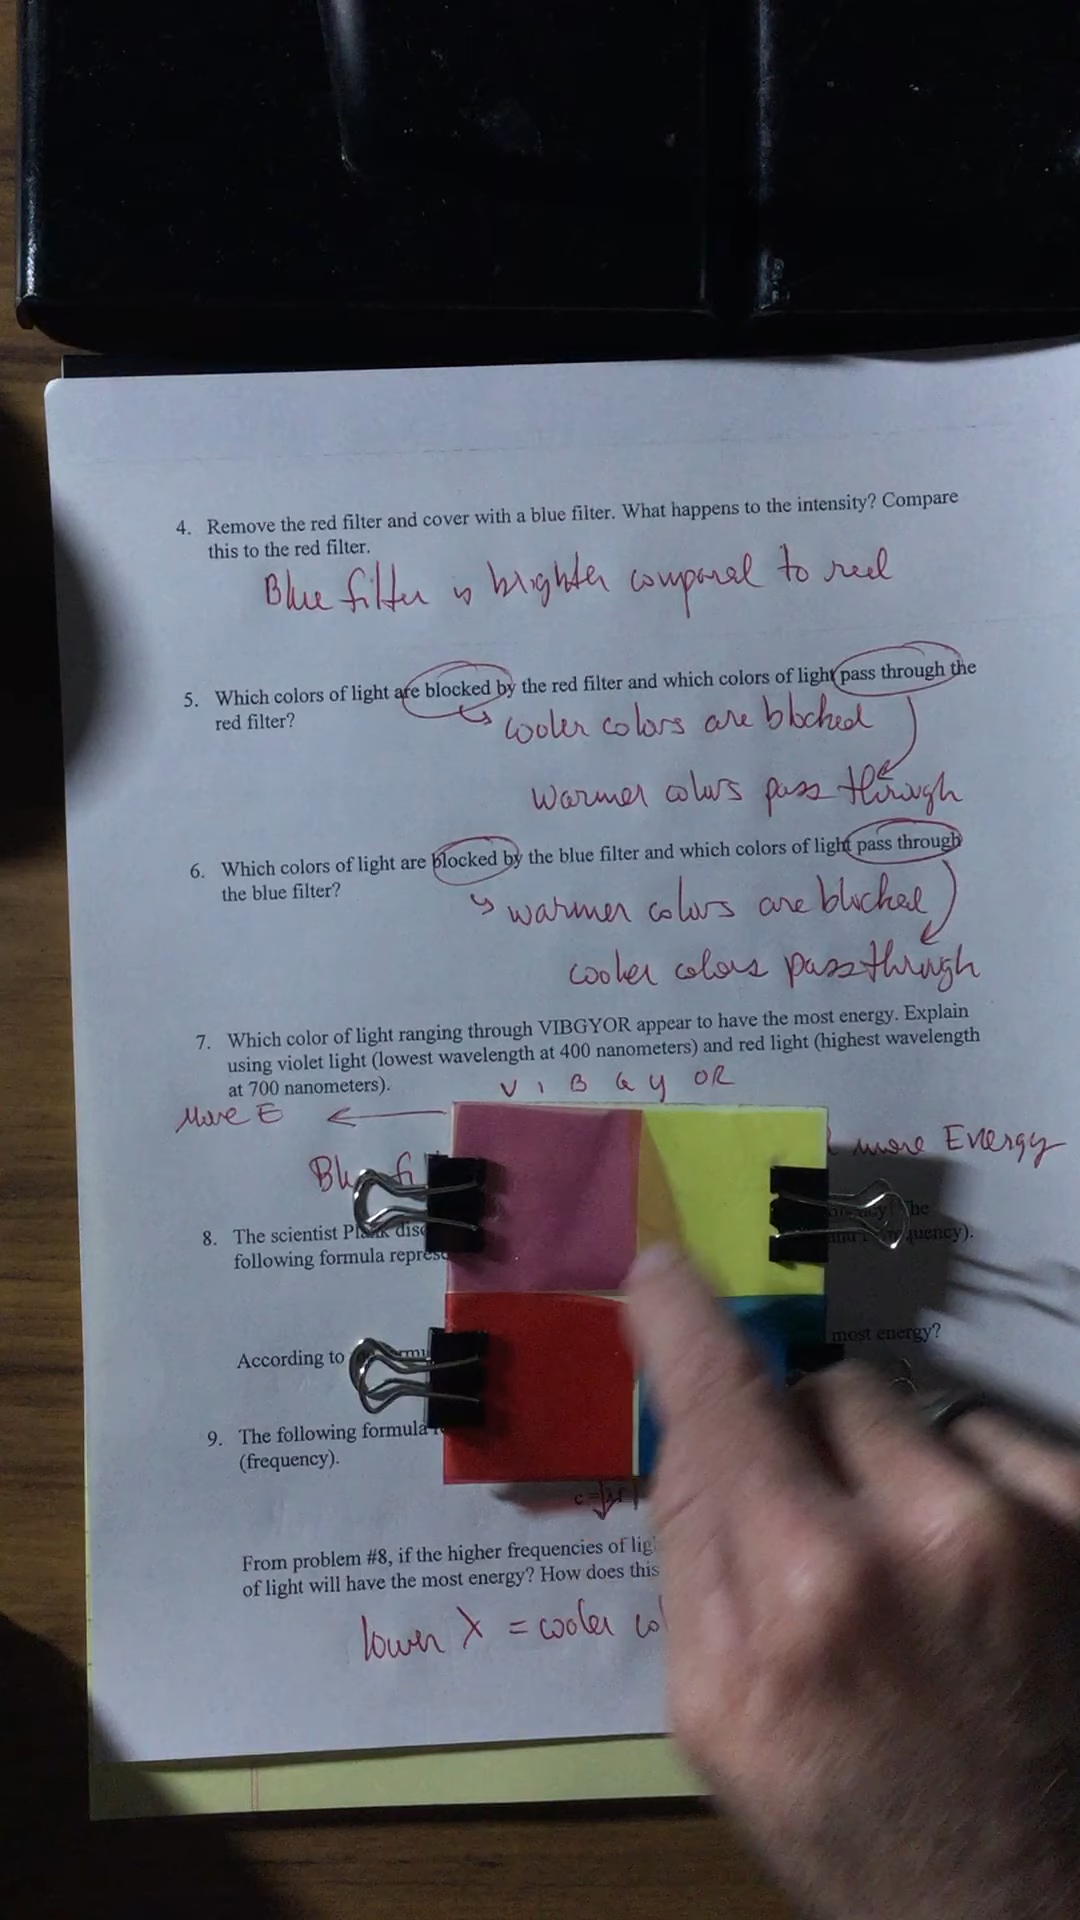 4. Remove the red filter and cover with a blue filter. What happens to the intensity? Compare
this to the red filter.
Blue filter is brighter compared to red
5. Which colors of light are blocked by the red filter and which colors of light pass through the
red filter?
cooler colors are blocked
warmer colors pass through
6. Which colors of light are blocked by the blue filter and which colors of light pass through
the blue filter?
warmer colors are blocked
cooler colors pass through
7. Which color of light ranging through VIBGYOR appear to have the most energy. Explain
using violet light (lowest wavelength at 400 nanometers) and red light (highest wavelength
at 700 nanometers).
V I B G Y O R
More E
more Energy
8. The scientist
The
following formula
According to
most energy?
9. The following formula
(frequency).
From problem #8, if the higher frequencies of
of light will have the most energy? How does this
lower λ = cooler